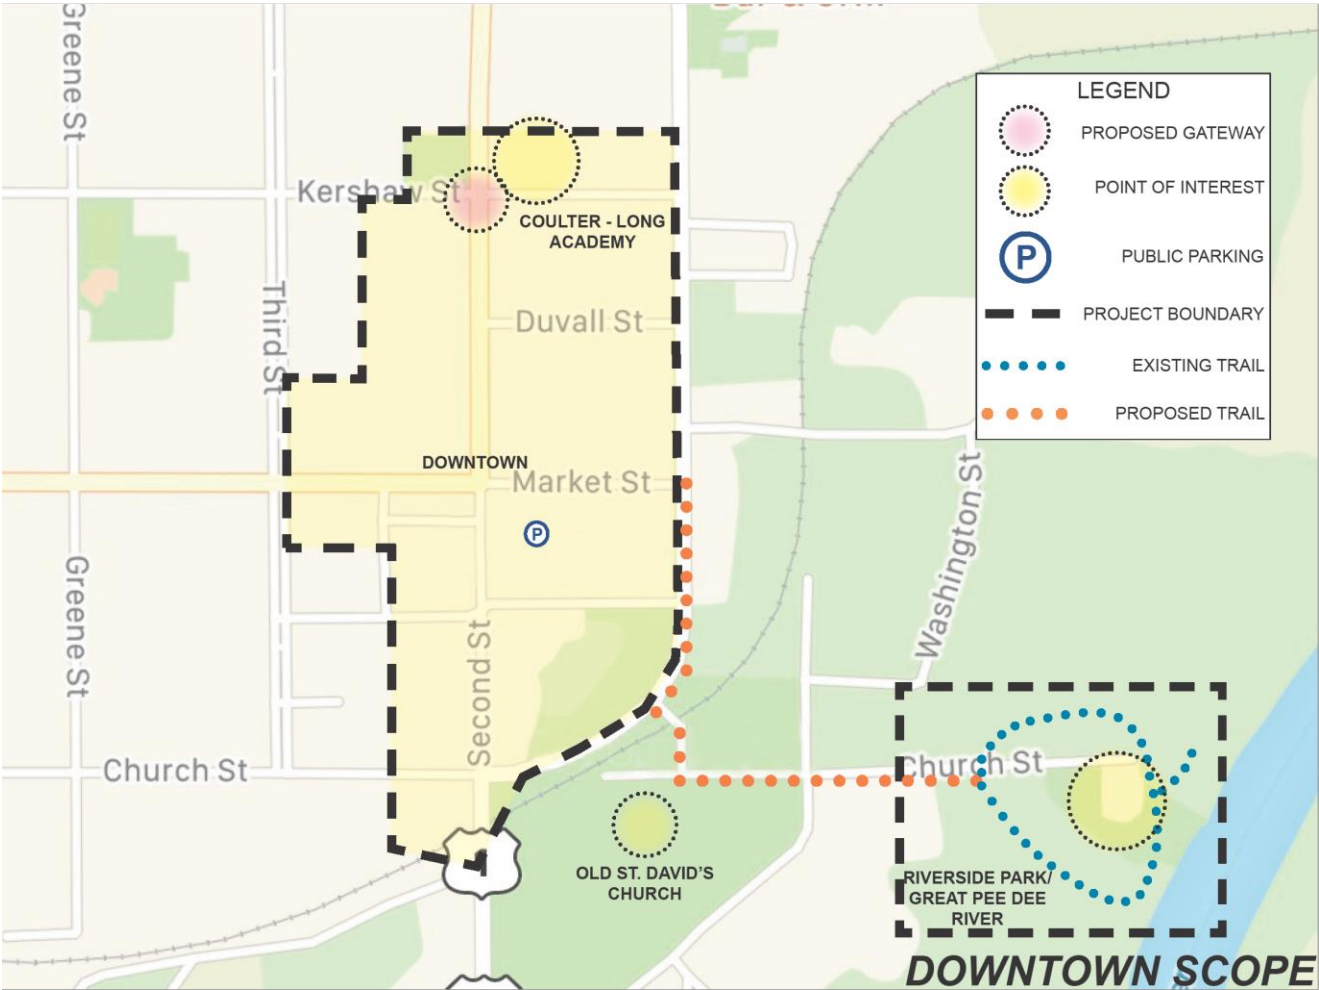 Greene St
LEGEND
PROPOSED GATEWAY
POINT OF INTEREST
P
PUBLIC PARKING
PROJECT BOUNDARY
EXISTING TRAIL
PROPOSED TRAIL
Kershaw St
COULTER - LONG
ACADEMY
Third St
Duvall St
DOWNTOWN
Market St
P
Washington St
Greene St
Second St
Church St
Church St
1
OLD ST. DAVID'S
CHURCH
RIVERSIDE PARK/
GREAT PEE DEE
RIVER
DOWNTOWN SCOPE